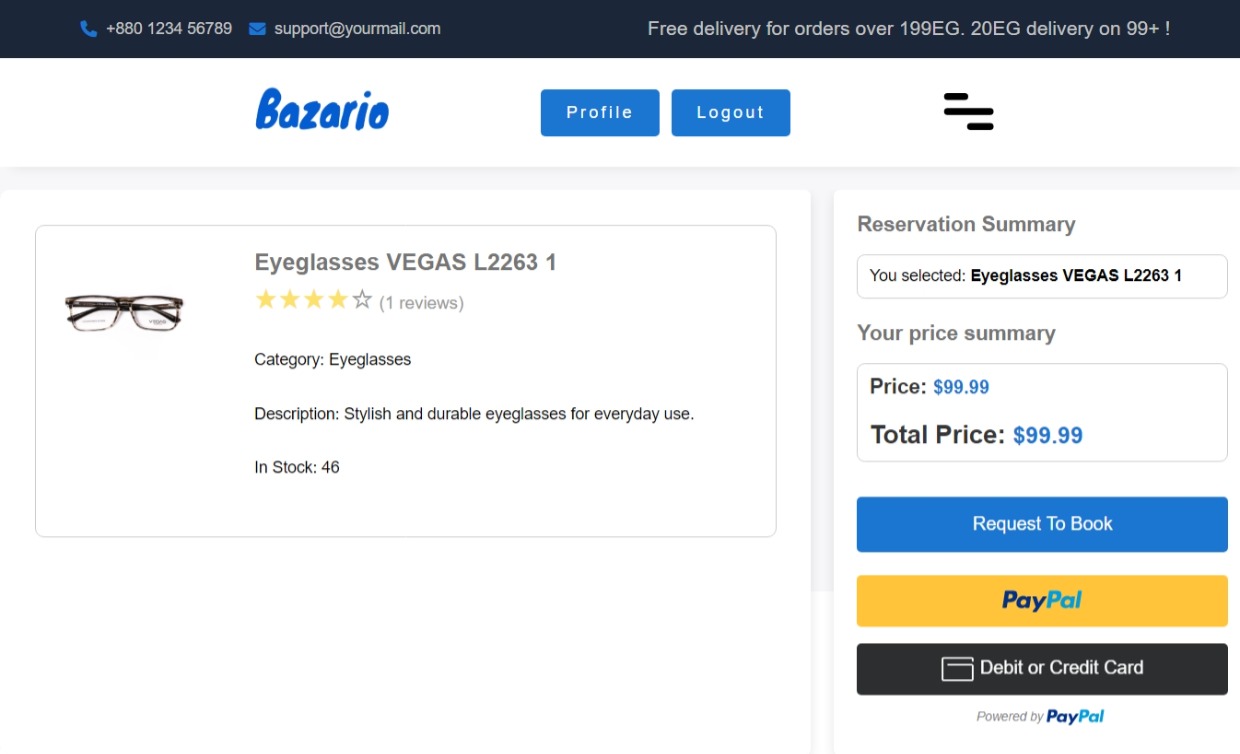 +880 1234 56789 support@yourmail.com Free delivery for orders over 199EG. 20EG delivery on 99+ !
Bazario Profile Logout
Eyeglasses VEGAS L2263 1
(1 reviews)
Category: Eyeglasses
Description: Stylish and durable eyeglasses for everyday use.
In Stock: 46
Reservation Summary
You selected: Eyeglasses VEGAS L2263 1
Your price summary
Price: $99.99
Total Price: $99.99
Request To Book
PayPal
Debit or Credit Card
Powered by PayPal